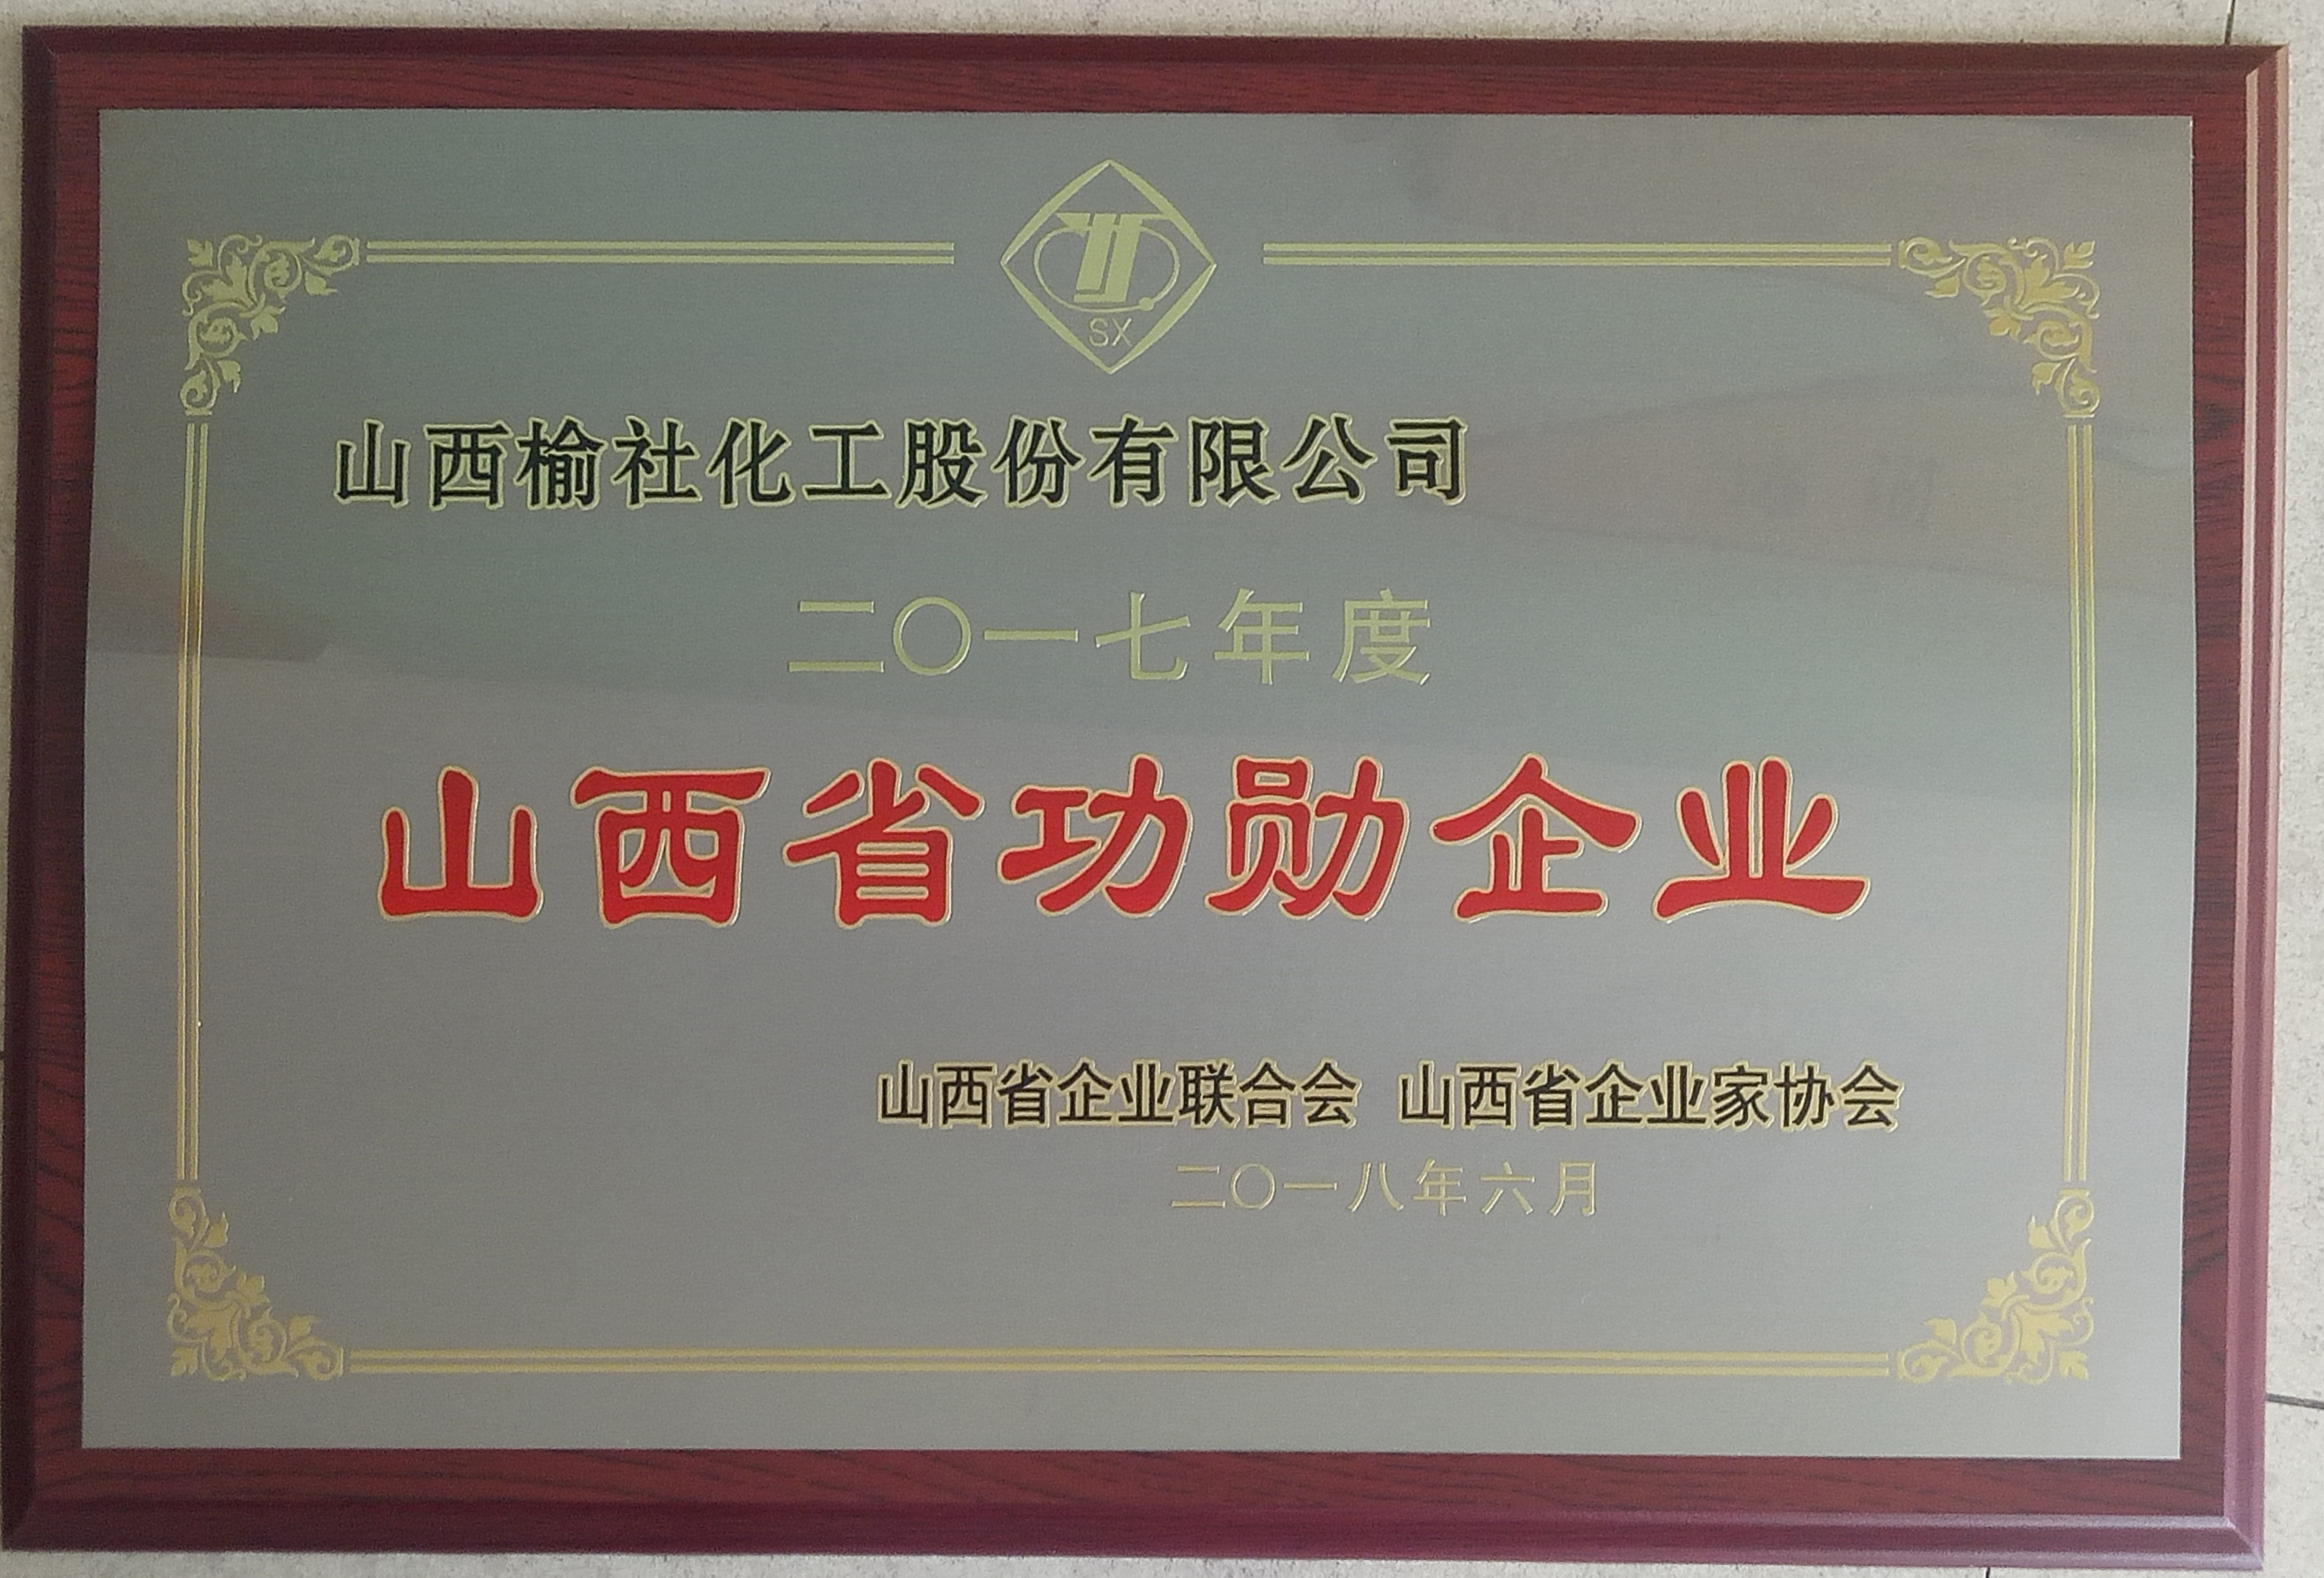 SX
山西榆社化工股份有限公司
二〇一七年度
山西省功勋企业
山西省企业联合会 山西省企业家协会
二〇一八年六月